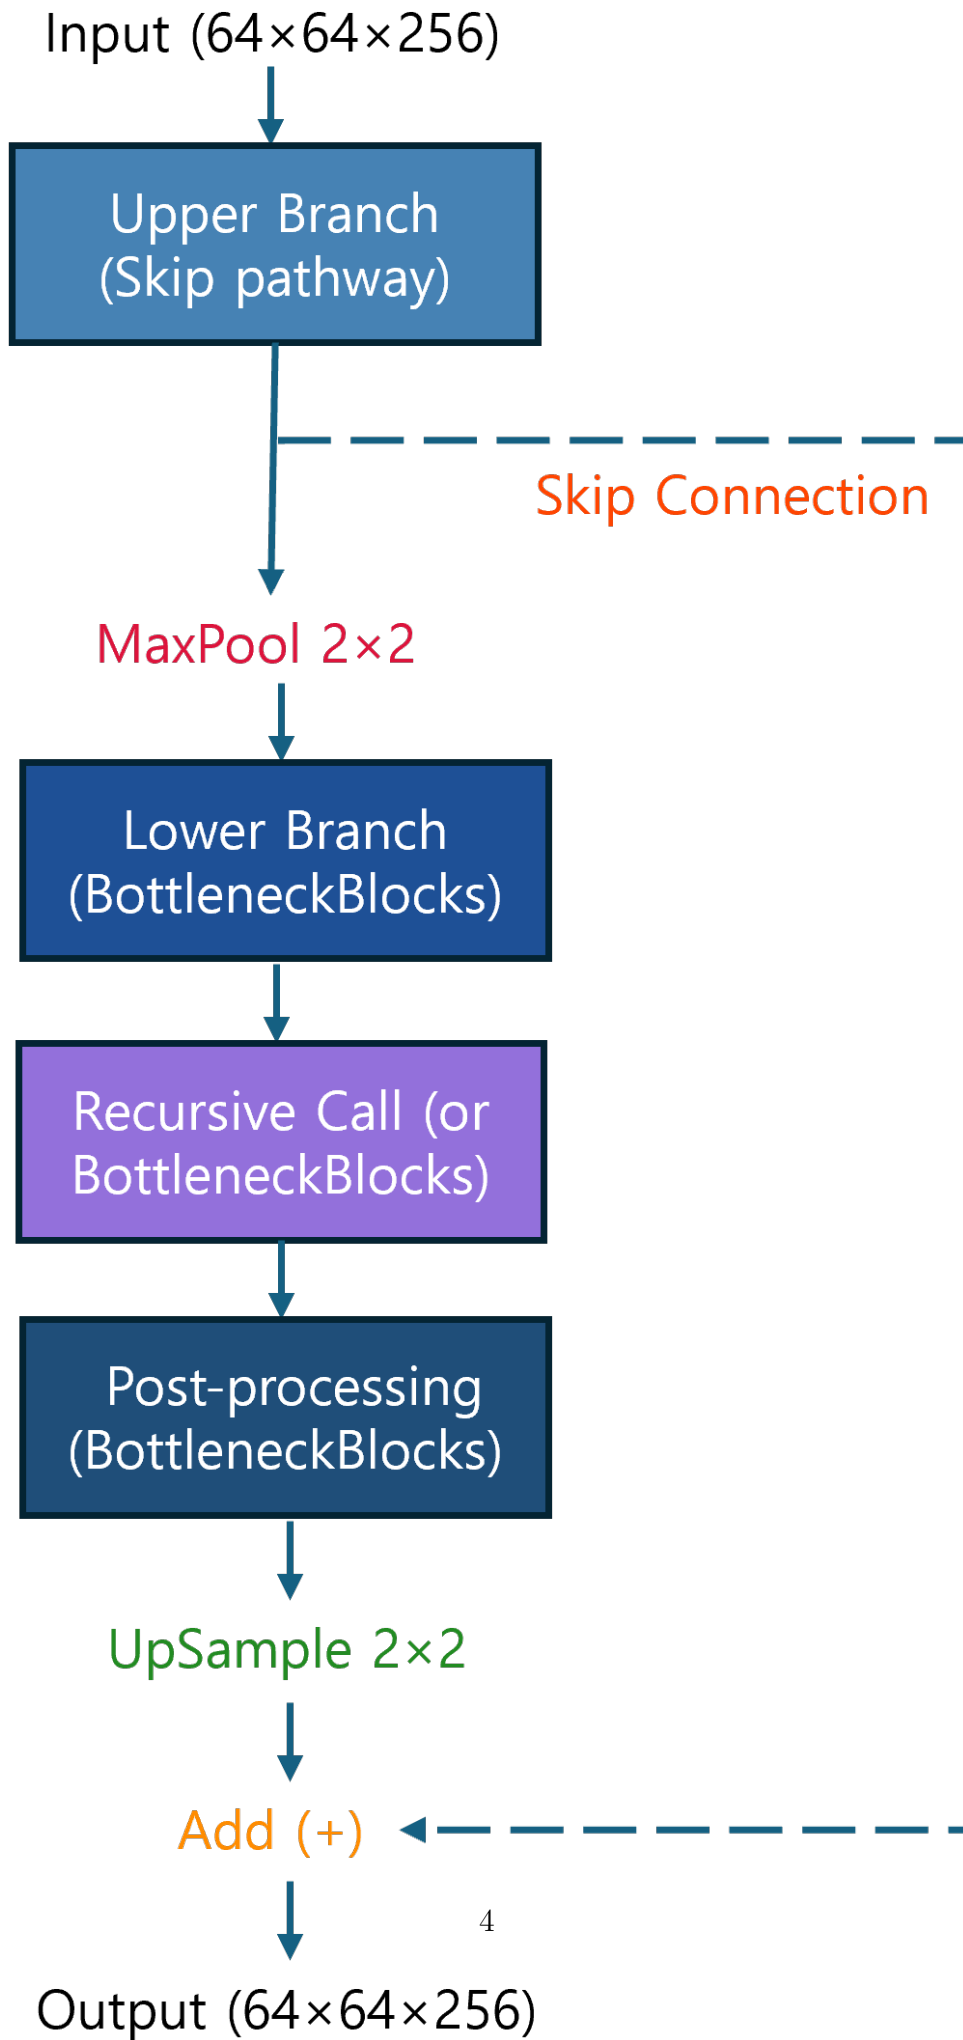 Input (64×64×256)
Upper Branch
(Skip pathway)
Skip Connection
MaxPool 2×2
Lower Branch
(BottleneckBlocks)
Recursive Call (or
BottleneckBlocks)
Post-processing
(BottleneckBlocks)
UpSample 2×2
Add (+)
4
Output (64×64×256)